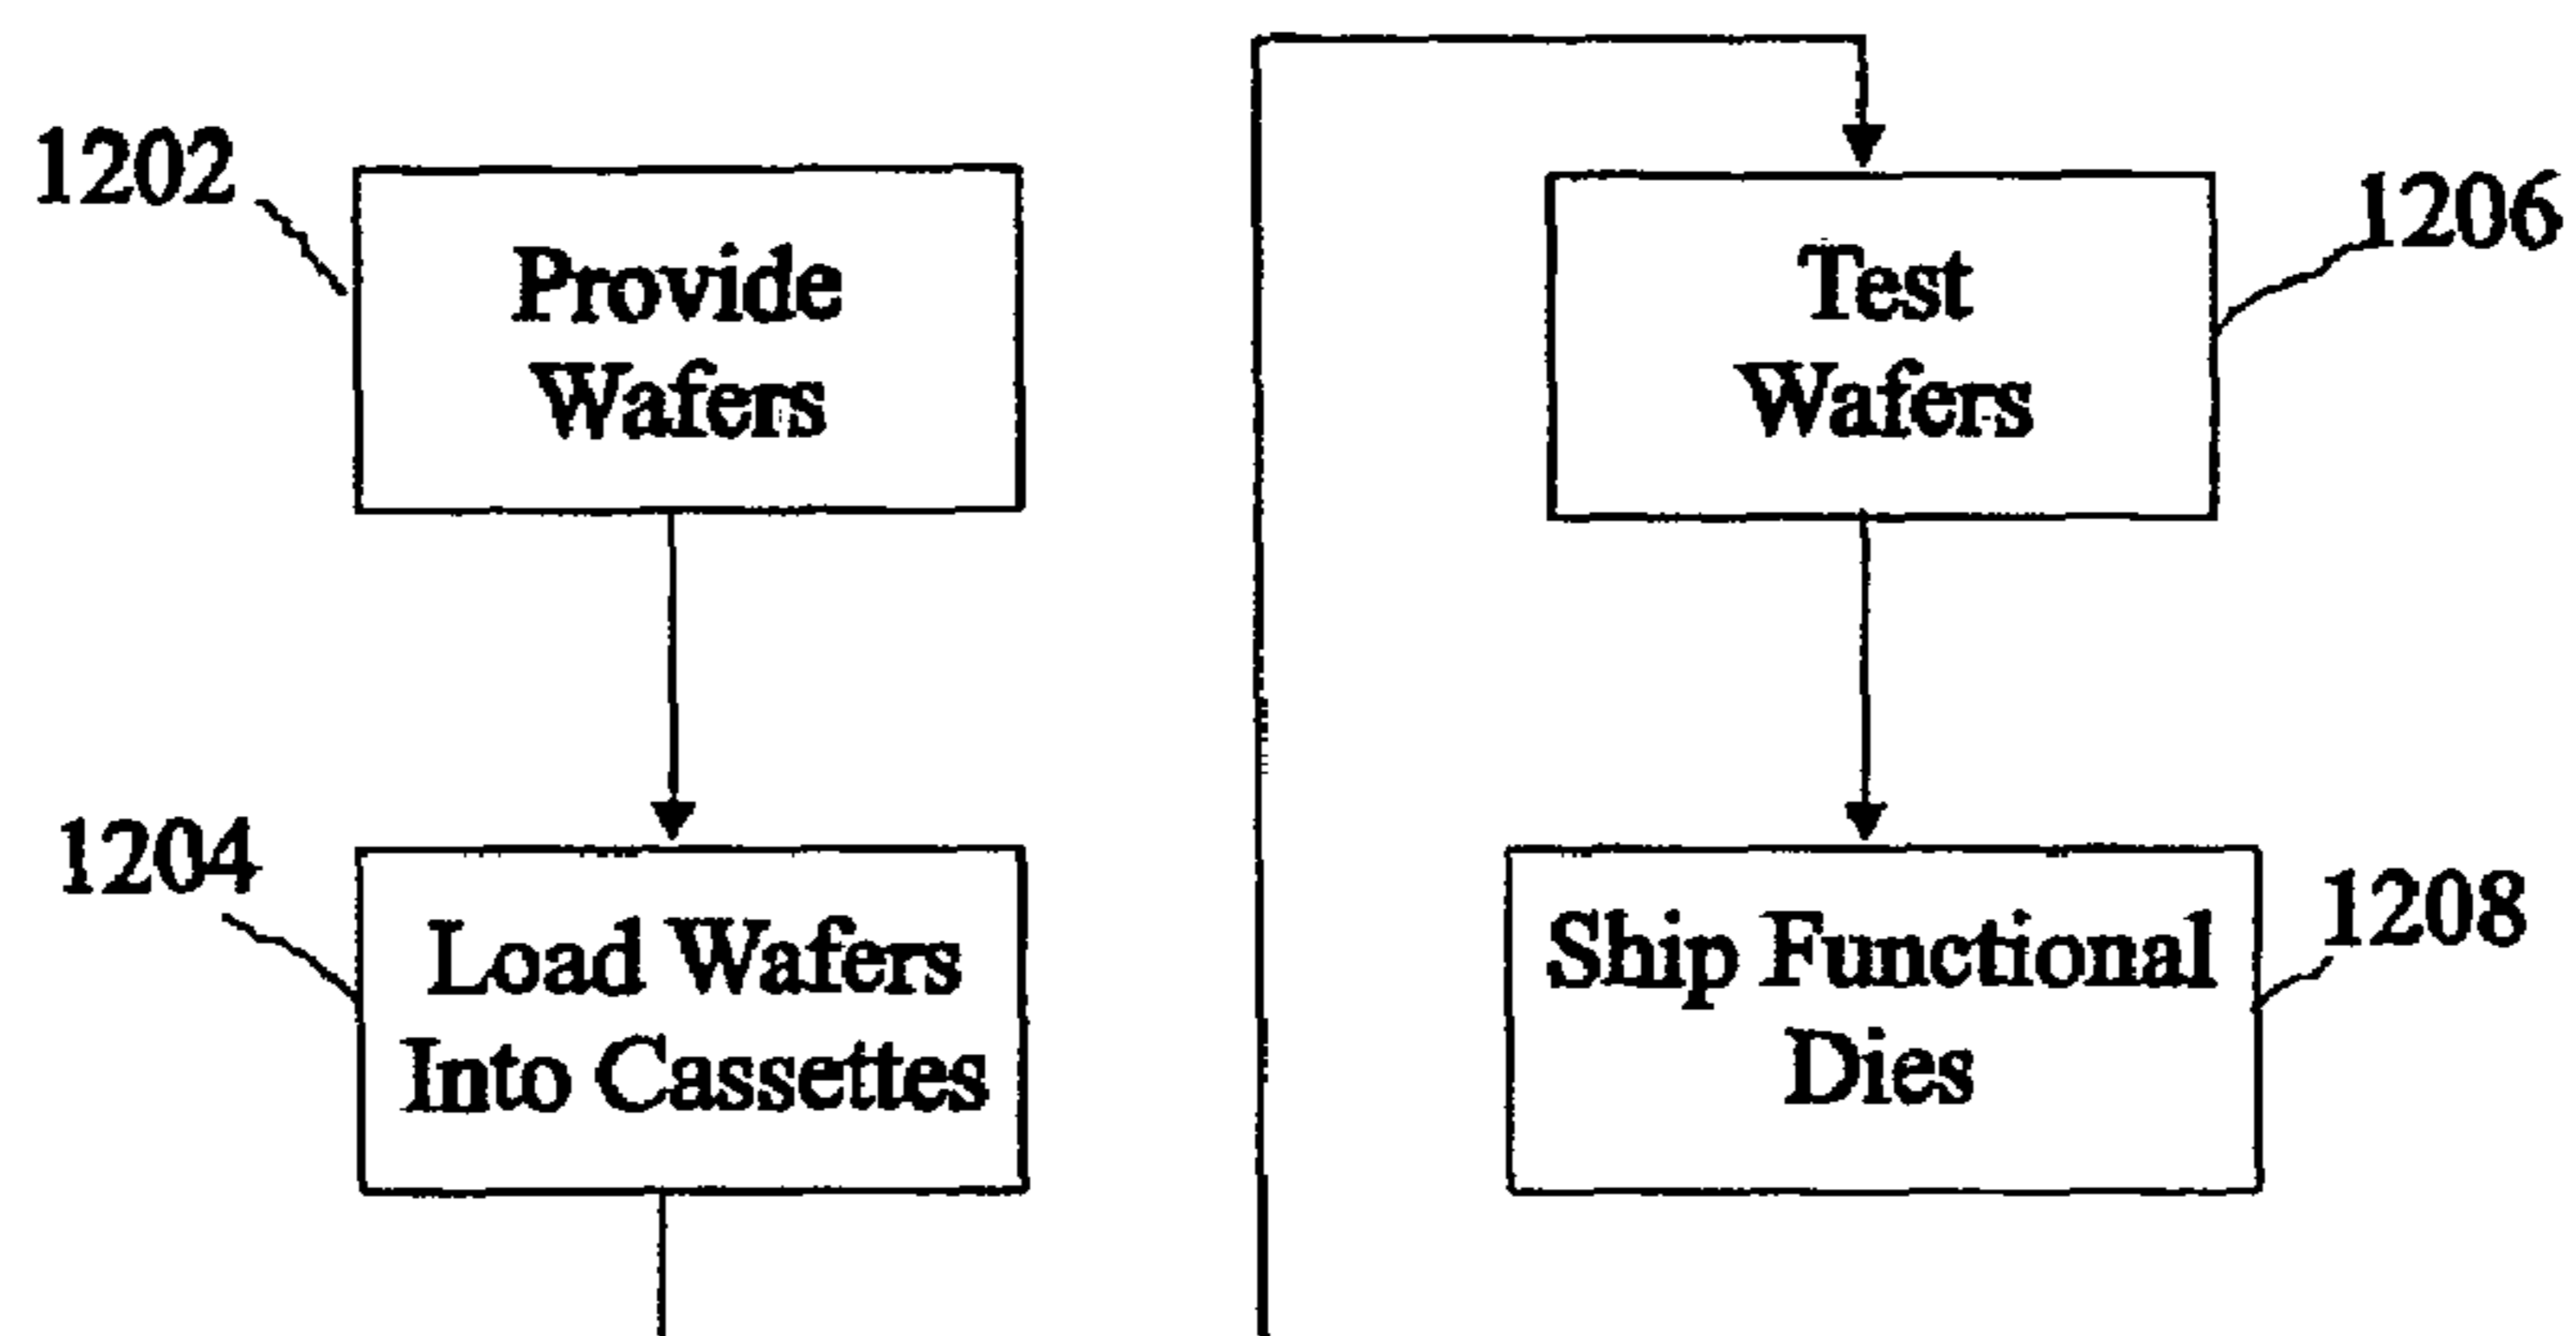 1202
Provide
Wafers
1204
Load Wafers
Into Cassettes
1206
Test
Wafers
1208
Ship Functional
Dies